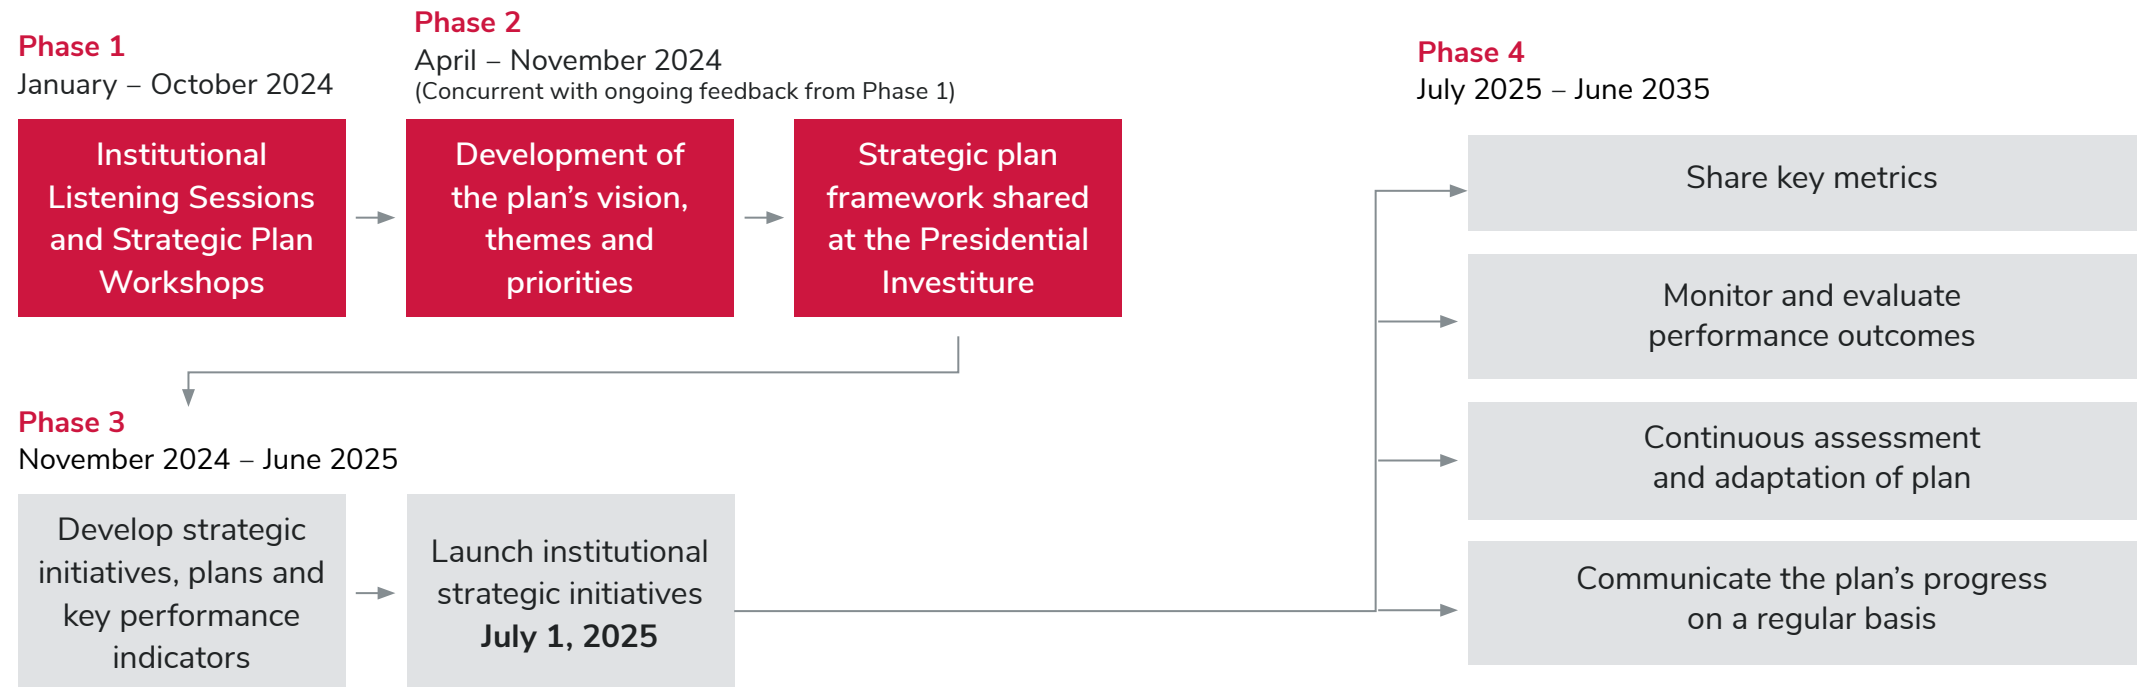 Phase 1
January – October 2024
Institutional
Listening Sessions
and Strategic Plan
Workshops
Phase 2
April – November 2024
(Concurrent with ongoing feedback from Phase 1)
Development of
the plan’s vision,
themes and
priorities
Strategic plan
framework shared
at the Presidential
Investiture
Phase 3
November 2024 – June 2025
Develop strategic
initiatives, plans and
key performance
indicators
Launch institutional
strategic initiatives
July 1, 2025
Phase 4
July 2025 – June 2035
Share key metrics
Monitor and evaluate
performance outcomes
Continuous assessment
and adaptation of plan
Communicate the plan’s progress
on a regular basis